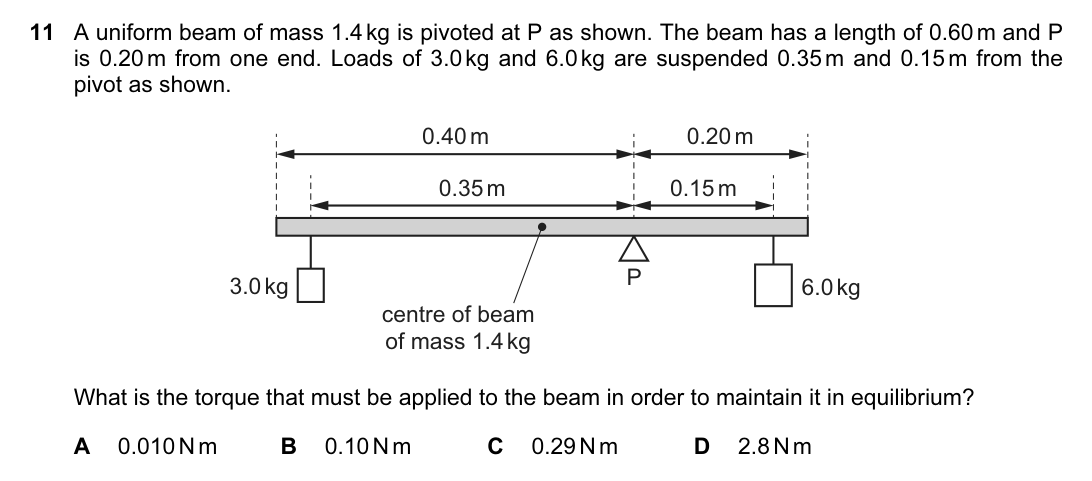 11 A uniform beam of mass 1.4 kg is pivoted at P as shown. The beam has a length of 0.60 m and P
is 0.20 m from one end. Loads of 3.0 kg and 6.0 kg are suspended 0.35 m and 0.15 m from the
pivot as shown.
0.40 m 0.20 m
0.35 m 0.15 m
P
3.0 kg 6.0 kg
centre of beam
of mass 1.4 kg
What is the torque that must be applied to the beam in order to maintain it in equilibrium?
A 0.010 N m B 0.10 N m C 0.29 N m D 2.8 N m